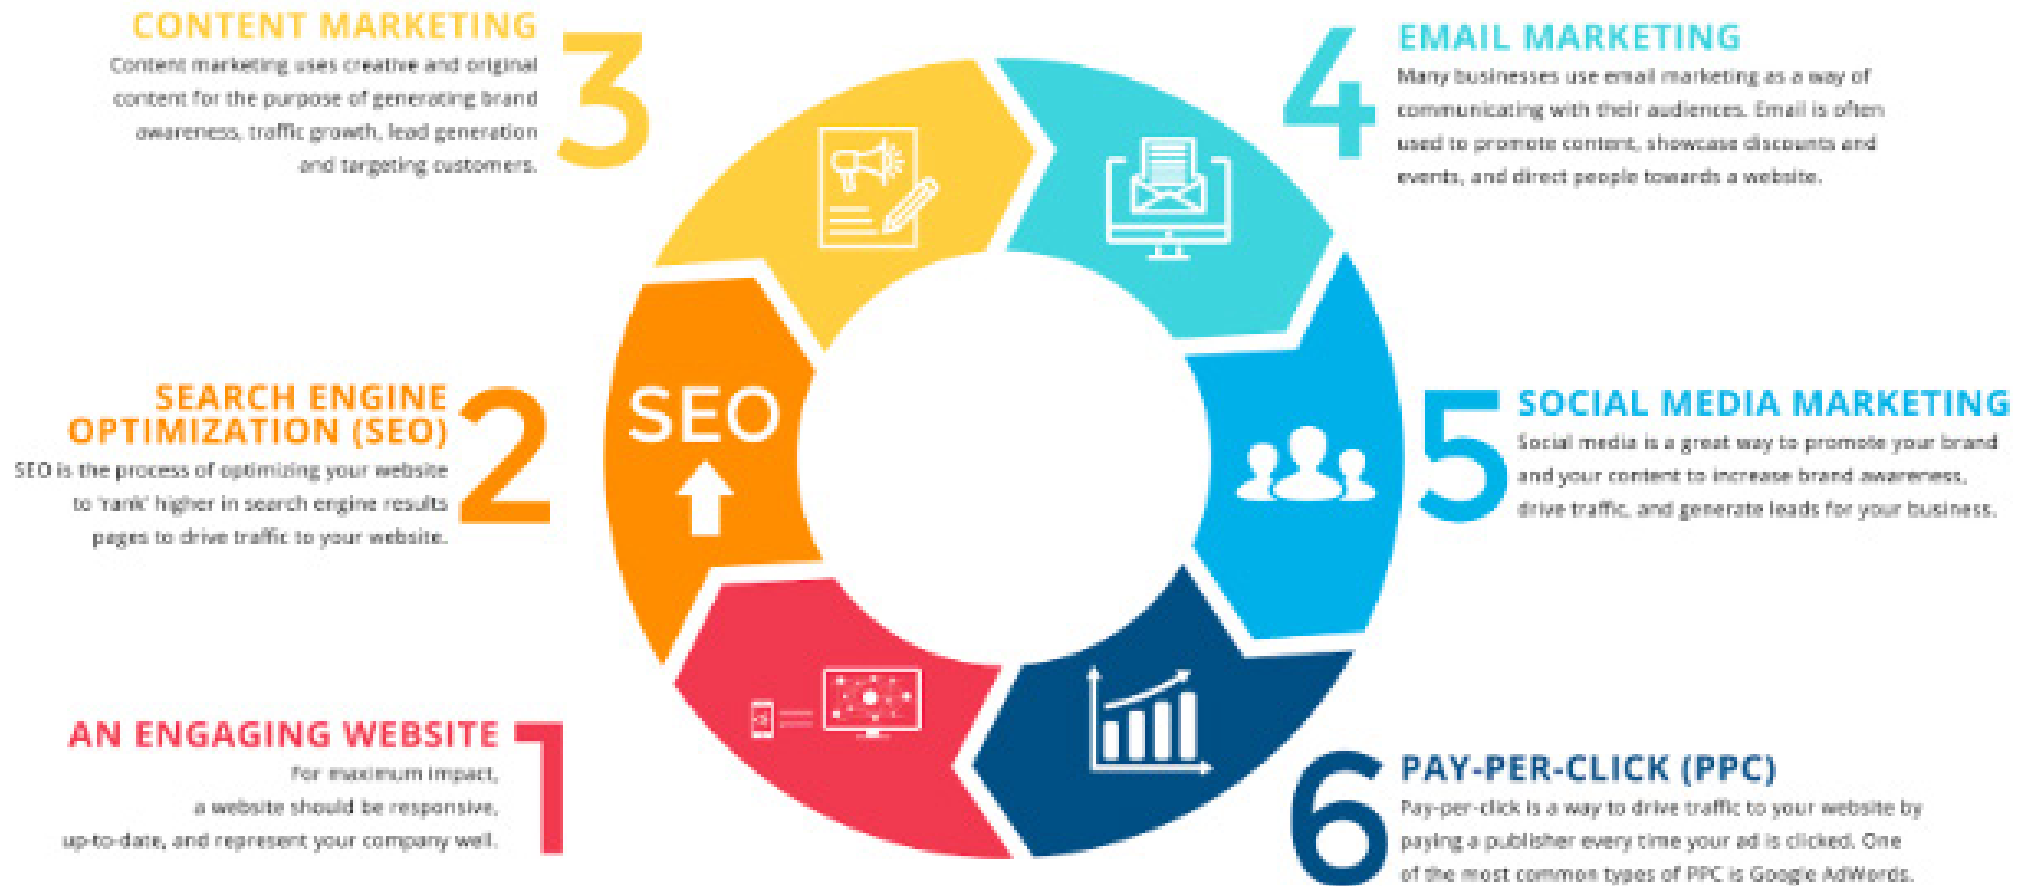 CONTENT MARKETING
Content marketing uses creative and original
content for the purpose of generating brand
awareness, traffic growth, lead generation
and targeting customers.
3
4
EMAIL MARKETING
Many businesses use email marketing as a way of
communicating with their audiences. Email is often
used to promote content, showcase discounts and
events, and direct people towards a website.
SEARCH ENGINE
OPTIMIZATION (SEO)
SEO is the process of optimizing your website
to 'rank' higher in search engine results
pages to drive traffic to your website.
2
SEO
5
SOCIAL MEDIA MARKETING
Social media is a great way to promote your brand
and your content to increase brand awareness,
drive traffic, and generate leads for your business.
AN ENGAGING WEBSITE
For maximum impact,
a website should be responsive,
up-to-date, and represent your company well.
1
6
PAY-PER-CLICK (PPC)
Pay-per-click is a way to drive traffic to your website by
paying a publisher every time your ad is clicked. One
of the most common types of PPC is Google AdWords.